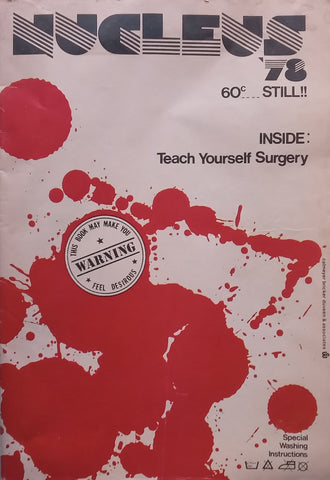 NUCLEUS
'78
60c.... STILL!!
INSIDE:
Teach Yourself Surgery
THIS BOOK MAY MAKE YOU
WARNING
FEEL DESIROUS
& associates
Special
Washing
Instructions